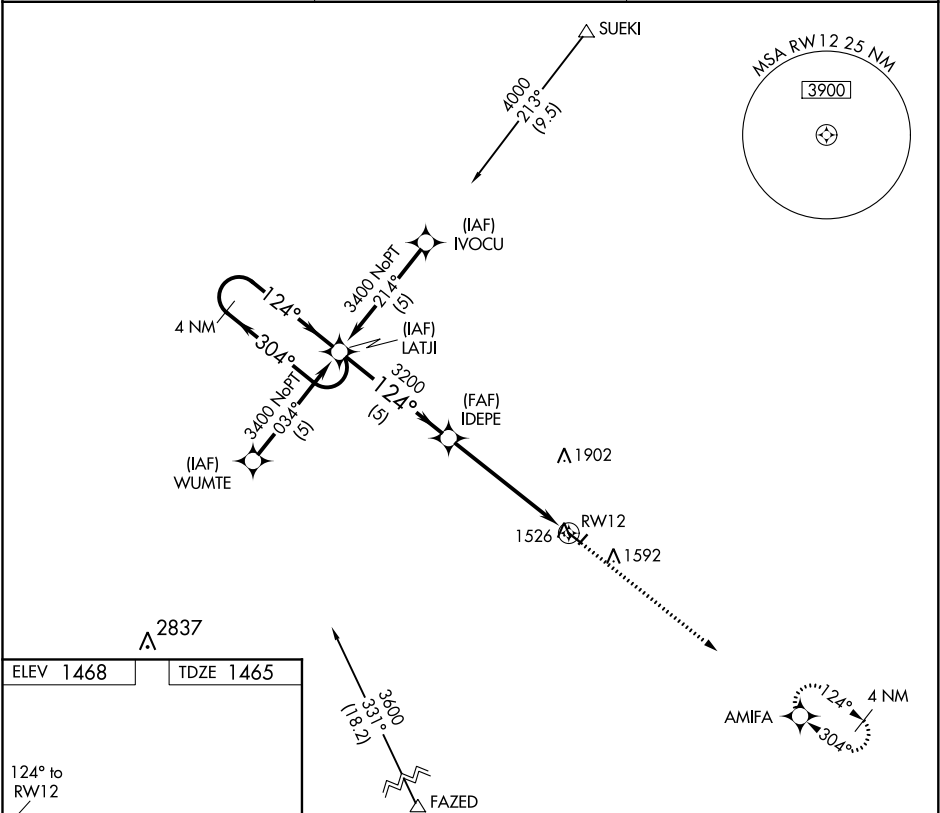 SUEKI
MSA RW12 25 NM
3900
4000
213°
(9.5)
(IAF)
IVOCU
3400 NoPT
214°
(5)
124°
4 NM
304°
(IAF)
LATJI
3200
124°
(5)
(FAF)
IDEPE
3400 NoPT
034°
(5)
(IAF)
WUMTE
1902
RW12
1526
1592
2837
ELEV 1468
TDZE 1465
3600
331°
(18.2)
FAZED
AMIFA
124°
4 NM
304°
124° to
RW12